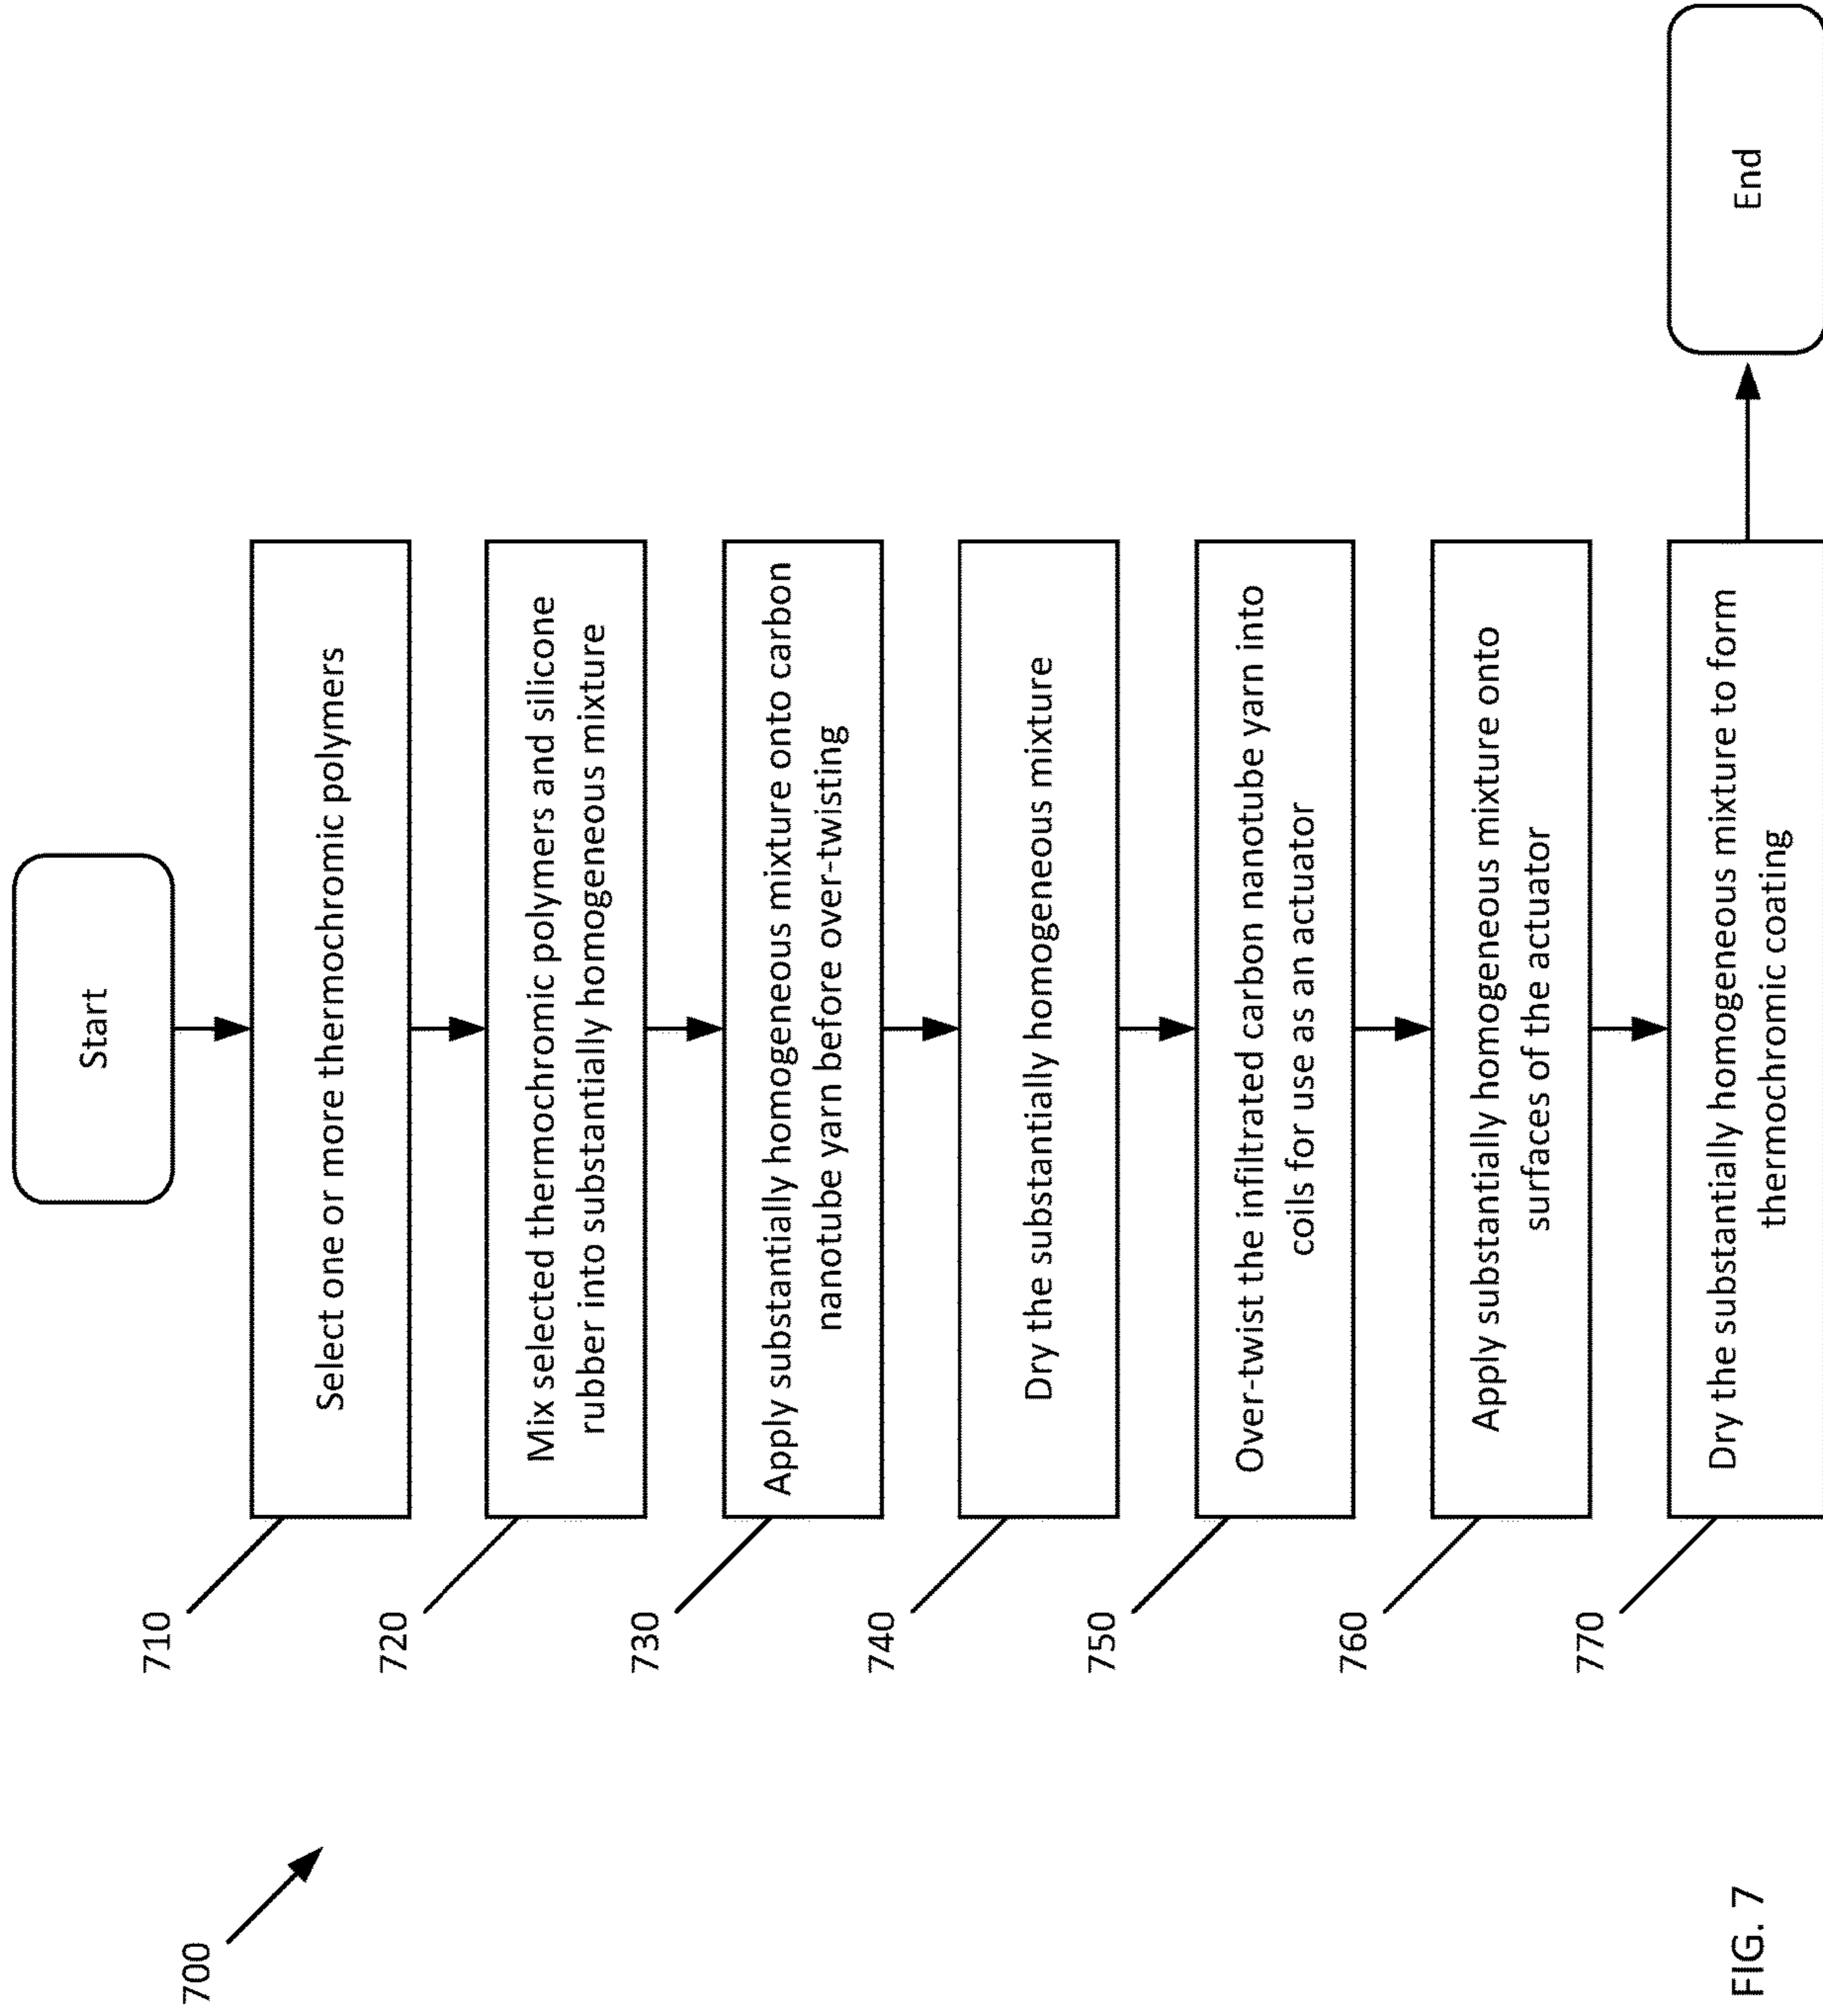 700
Start
710
Select one or more thermochromic polymers
720
Mix selected thermochromic polymers and silicone
rubber into substantially homogeneous mixture
730
Apply substantially homogeneous mixture onto carbon
nanotube yarn before over-twisting
740
Dry the substantially homogeneous mixture
750
Over-twist the infiltrated carbon nanotube yarn into
coils for use as an actuator
760
Apply substantially homogeneous mixture onto
surfaces of the actuator
770
Dry the substantially homogeneous mixture to form
thermochromic coating
End
FIG. 7